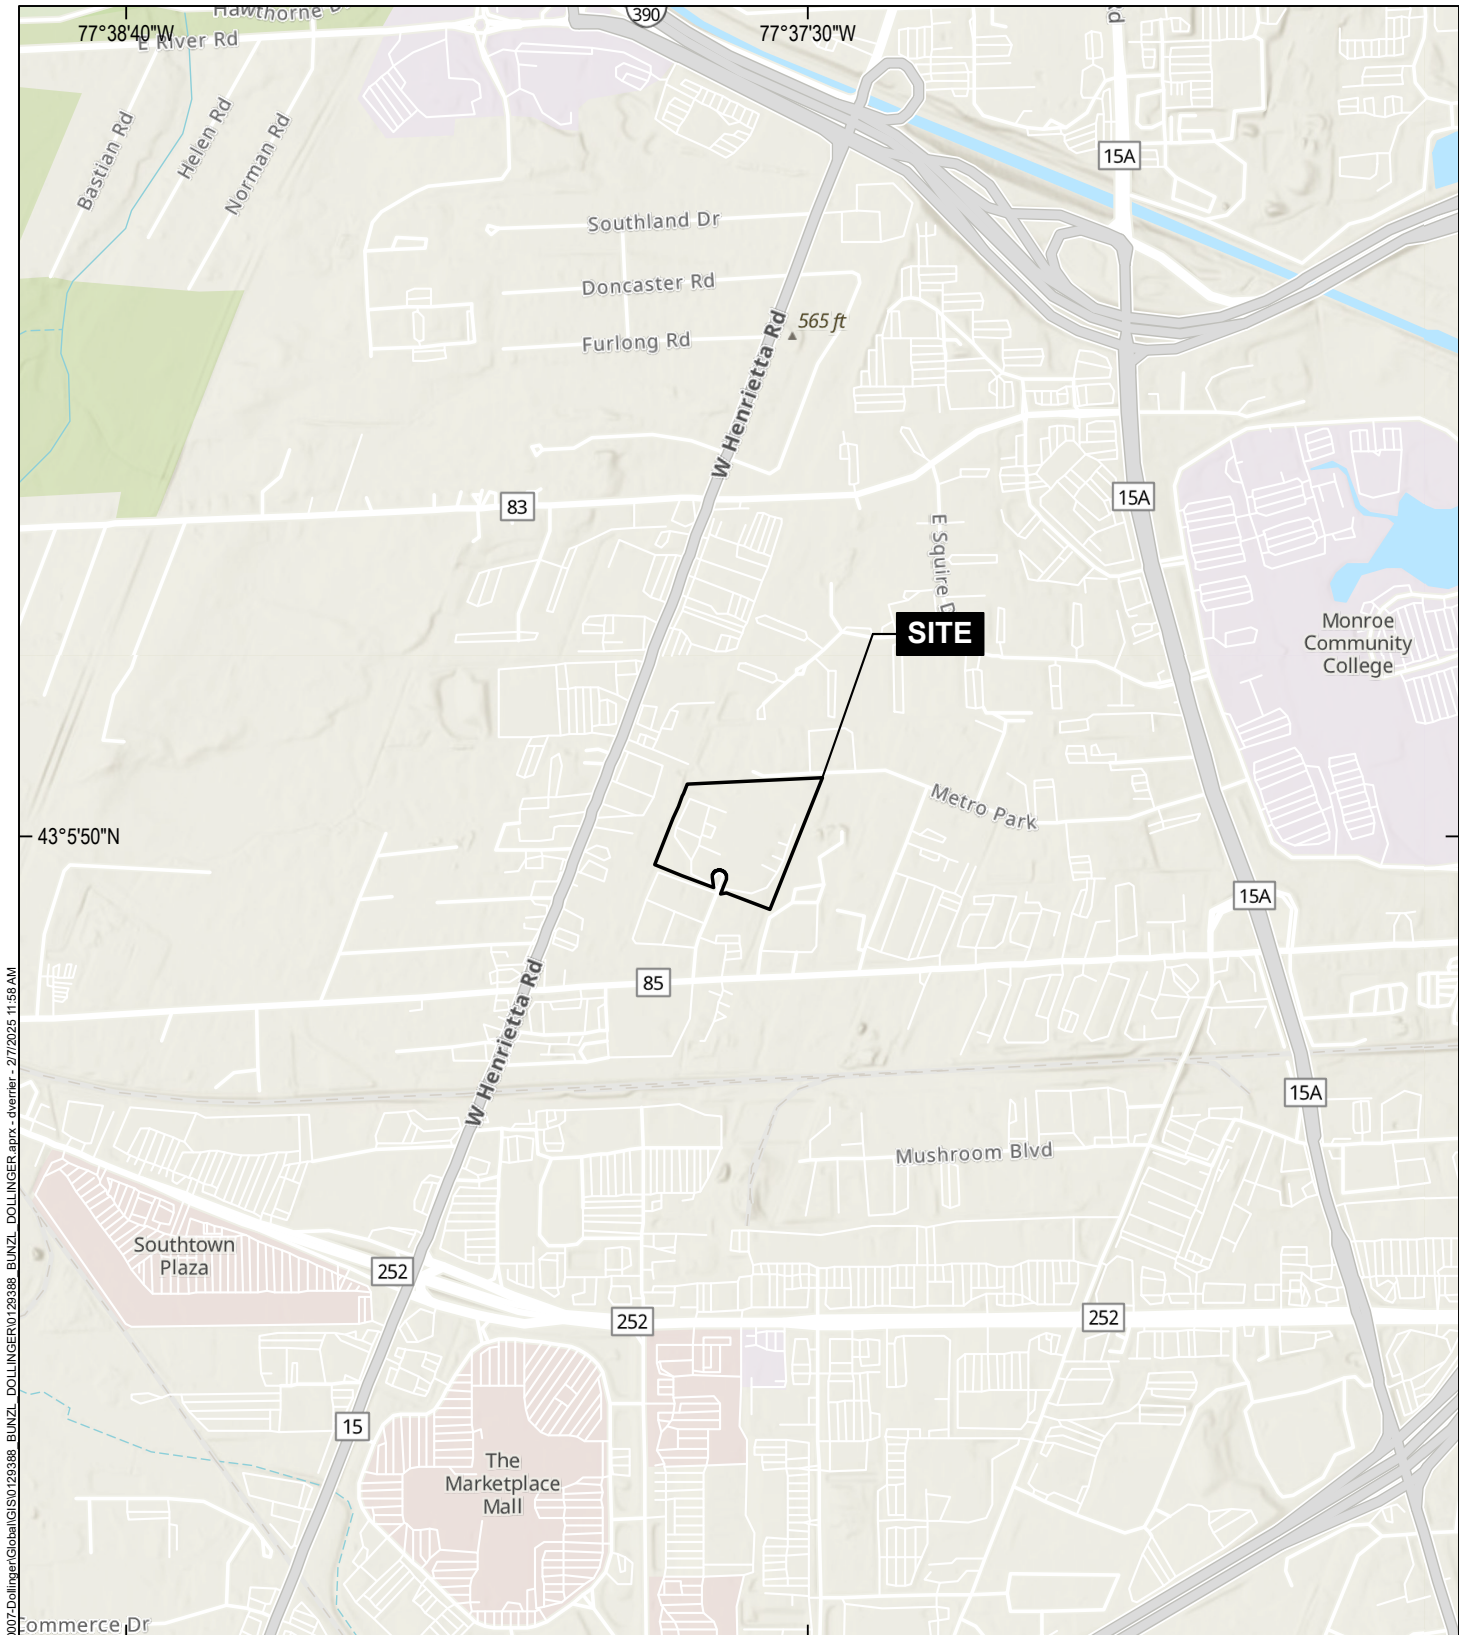 Hawthorne D
390
77°38'40"W
77°37'30"W
E River Rd
Rd
Bastian Rd
Helen Rd
Norman Rd
15A
Southland Dr
Doncaster Rd
565 ft
Furlong Rd
W Henrietta Rd
83
15A
E Squire D
SITE
Monroe
Community
College
Metro Park
43°5'50"N
15A
85
W Henrietta Rd
15A
Mushroom Blvd
Southtown
Plaza
252
252
252
15
The
Marketplace
Mall
Commerce Dr
0007-Dollinger\Global\GIS\0129388_BUNZL_DOLLINGER\0129388_BUNZL_DOLLINGER.aprx - dverrier - 2/7/2025 11:58 AM